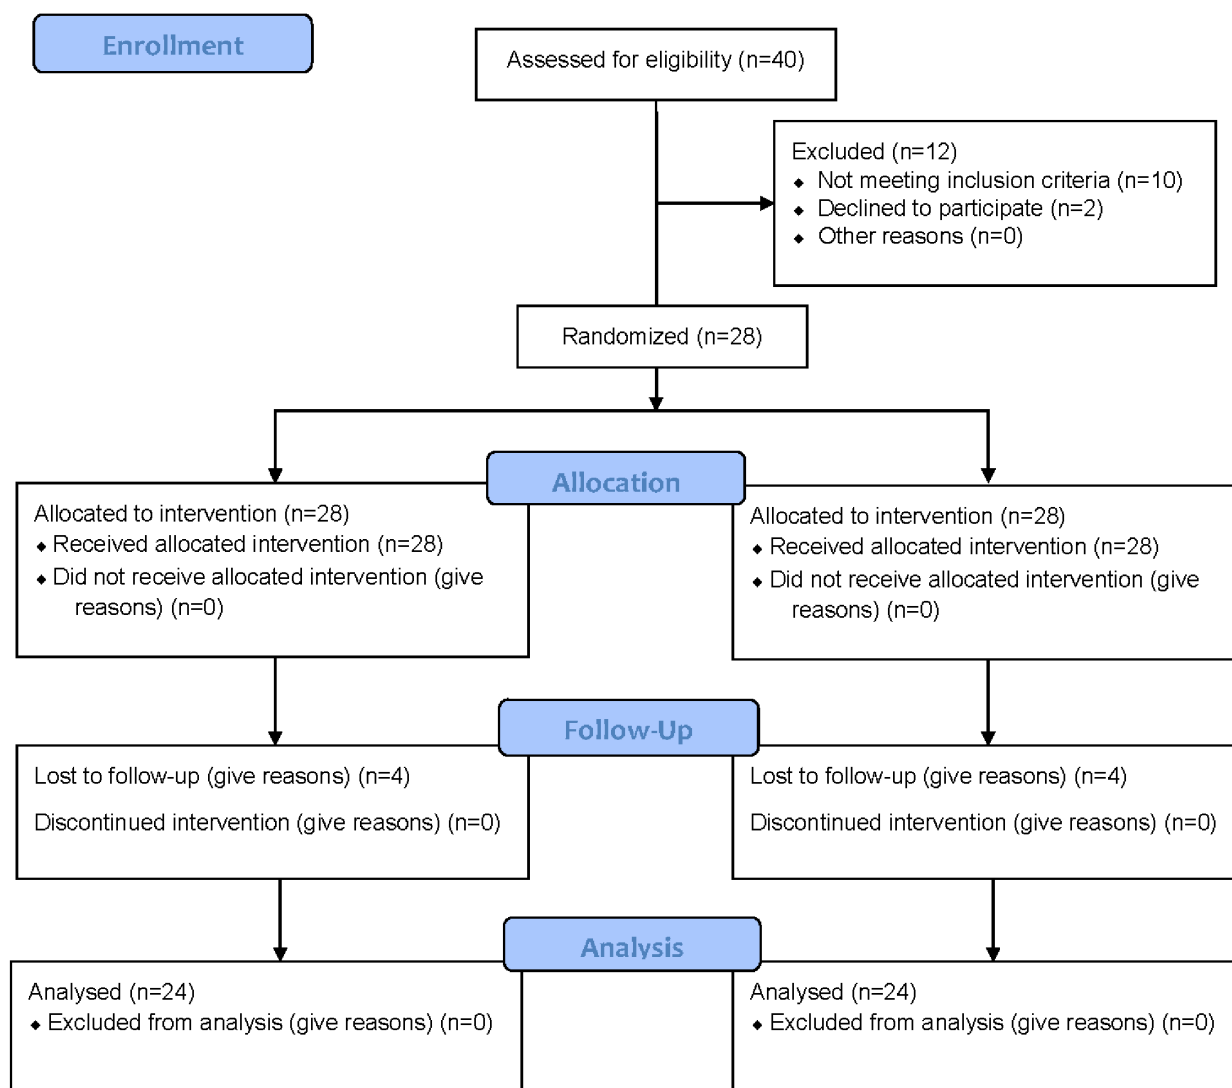 Enrollment
Assessed for eligibility (n=40)
Excluded (n=12)
◆ Not meeting inclusion criteria (n=10)
◆ Declined to participate (n=2)
◆ Other reasons (n=0)
Randomized (n=28)
Allocation
Allocated to intervention (n=28)
◆ Received allocated intervention (n=28)
◆ Did not receive allocated intervention (give
reasons) (n=0)
Allocated to intervention (n=28)
◆ Received allocated intervention (n=28)
◆ Did not receive allocated intervention (give
reasons) (n=0)
Follow-Up
Lost to follow-up (give reasons) (n=4)
Discontinued intervention (give reasons) (n=0)
Lost to follow-up (give reasons) (n=4)
Discontinued intervention (give reasons) (n=0)
Analysis
Analysed (n=24)
◆ Excluded from analysis (give reasons) (n=0)
Analysed (n=24)
◆ Excluded from analysis (give reasons) (n=0)